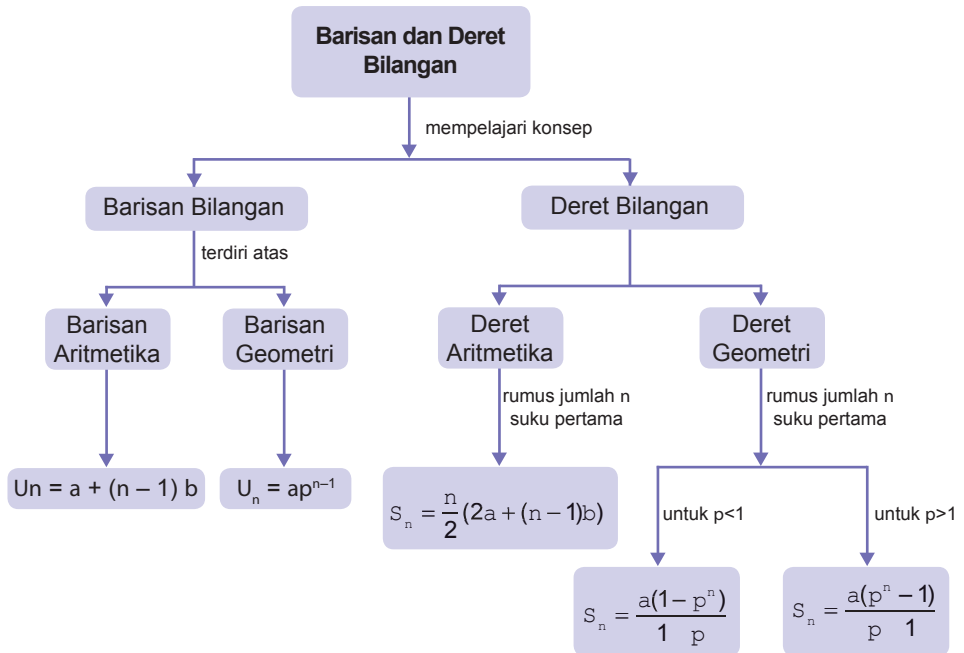 Barisan dan Deret
Bilangan
mempelajari konsep
Barisan Bilangan
Deret Bilangan
terdiri atas
Barisan
Aritmetika
Barisan
Geometri
Deret
Aritmetika
Deret
Geometri
rumus jumlah n
suku pertama
rumus jumlah n
suku pertama
Un = a + (n – 1) b
Uₙ = apⁿ⁻¹
Sₙ = n/2 (2a + (n – 1)b)
untuk p<1
untuk p>1
Sₙ = a(1 – pⁿ) / 1 p
Sₙ = a(pⁿ – 1) / p 1